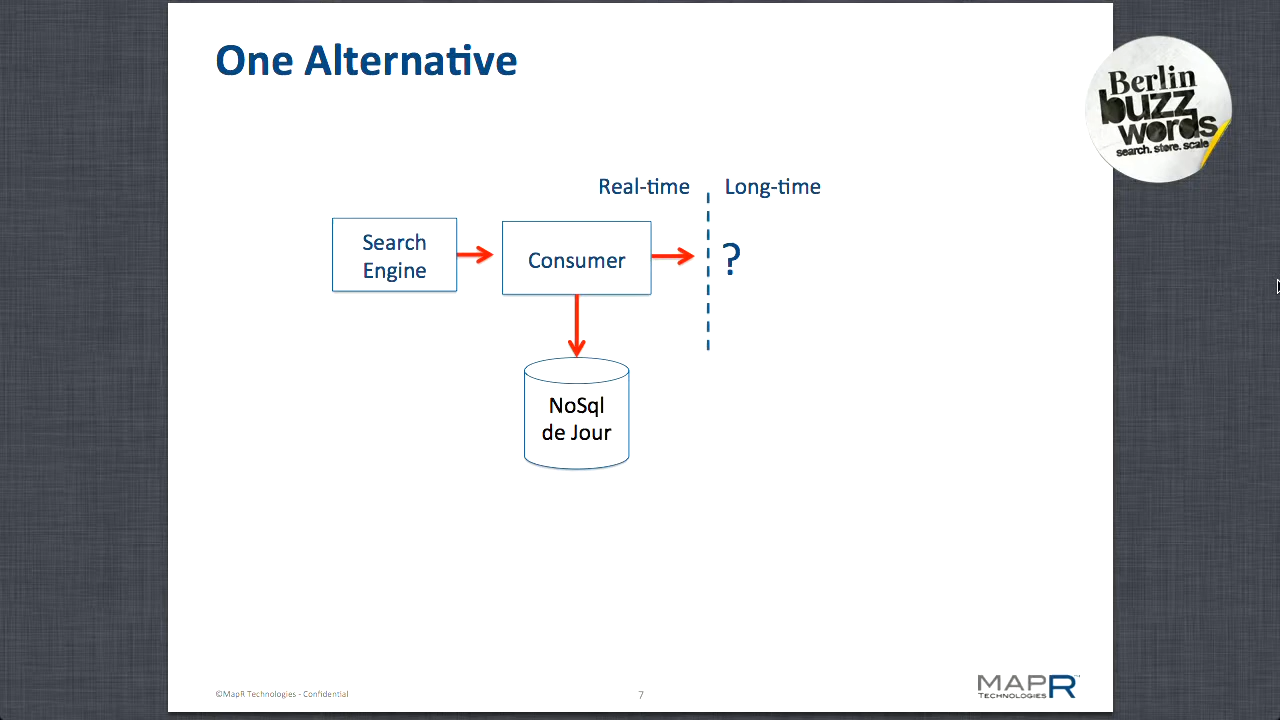 One Alternative
Berlin
buzz
words
search. store. scale
Real-time
Long-time
Search
Engine
Consumer
?
NoSql
de Jour
©MapR Technologies - Confidential
7
MAPR
TECHNOLOGIES